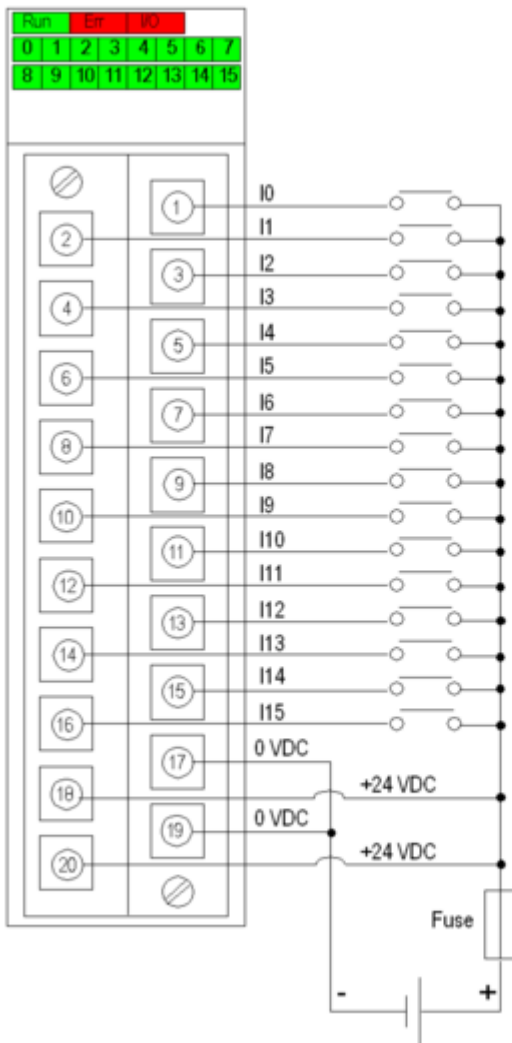 Run Err I/O
0 1 2 3 4 5 6 7
8 9 10 11 12 13 14 15
1 I0
2 I1
3 I2
4 I3
5 I4
6 I5
7 I6
8 I7
9 I8
10 I9
11 I10
12 I11
13 I12
14 I13
15 I14
16 I15
17 0 VDC
18 +24 VDC
19 0 VDC
20 +24 VDC
Fuse
- +